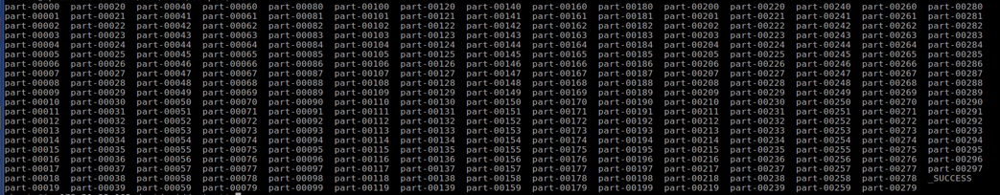 part-00000 part-00020 part-00040 part-00060 part-00080 part-00100 part-00120 part-00140 part-00160 part-00180 part-00200 part-00220 part-00240 part-00260 part-00280
part-00001 part-00021 part-00041 part-00061 part-00081 part-00101 part-00121 part-00141 part-00161 part-00181 part-00201 part-00221 part-00241 part-00261 part-00281
part-00002 part-00022 part-00042 part-00062 part-00082 part-00102 part-00122 part-00142 part-00162 part-00182 part-00202 part-00222 part-00242 part-00262 part-00282
part-00003 part-00023 part-00043 part-00063 part-00083 part-00103 part-00123 part-00143 part-00163 part-00183 part-00203 part-00223 part-00243 part-00263 part-00283
part-00004 part-00024 part-00044 part-00064 part-00084 part-00104 part-00124 part-00144 part-00164 part-00184 part-00204 part-00224 part-00244 part-00264 part-00284
part-00005 part-00025 part-00045 part-00065 part-00085 part-00105 part-00125 part-00145 part-00165 part-00185 part-00205 part-00225 part-00245 part-00265 part-00285
part-00006 part-00026 part-00046 part-00066 part-00086 part-00106 part-00126 part-00146 part-00166 part-00186 part-00206 part-00226 part-00246 part-00266 part-00286
part-00007 part-00027 part-00047 part-00067 part-00087 part-00107 part-00127 part-00147 part-00167 part-00187 part-00207 part-00227 part-00247 part-00267 part-00287
part-00008 part-00028 part-00048 part-00068 part-00088 part-00108 part-00128 part-00148 part-00168 part-00188 part-00208 part-00228 part-00248 part-00268 part-00288
part-00009 part-00029 part-00049 part-00069 part-00089 part-00109 part-00129 part-00149 part-00169 part-00189 part-00209 part-00229 part-00249 part-00269 part-00289
part-00010 part-00030 part-00050 part-00070 part-00090 part-00110 part-00130 part-00150 part-00170 part-00190 part-00210 part-00230 part-00250 part-00270 part-00290
part-00011 part-00031 part-00051 part-00071 part-00091 part-00111 part-00131 part-00151 part-00171 part-00191 part-00211 part-00231 part-00251 part-00271 part-00291
part-00012 part-00032 part-00052 part-00072 part-00092 part-00112 part-00132 part-00152 part-00172 part-00192 part-00212 part-00232 part-00252 part-00272 part-00292
part-00013 part-00033 part-00053 part-00073 part-00093 part-00113 part-00133 part-00153 part-00173 part-00193 part-00213 part-00233 part-00253 part-00273 part-00293
part-00014 part-00034 part-00054 part-00074 part-00094 part-00114 part-00134 part-00154 part-00174 part-00194 part-00214 part-00234 part-00254 part-00274 part-00294
part-00015 part-00035 part-00055 part-00075 part-00095 part-00115 part-00135 part-00155 part-00175 part-00195 part-00215 part-00235 part-00255 part-00275 part-00295
part-00016 part-00036 part-00056 part-00076 part-00096 part-00116 part-00136 part-00156 part-00176 part-00196 part-00216 part-00236 part-00256 part-00276 part-00296
part-00017 part-00037 part-00057 part-00077 part-00097 part-00117 part-00137 part-00157 part-00177 part-00197 part-00217 part-00237 part-00257 part-00277 part-00297
part-00018 part-00038 part-00058 part-00078 part-00098 part-00118 part-00138 part-00158 part-00178 part-00198 part-00218 part-00238 part-00258 part-00278 _SUCCESS
part-00019 part-00039 part-00059 part-00079 part-00099 part-00119 part-00139 part-00159 part-00179 part-00199 part-00219 part-00239 part-00259 part-00279